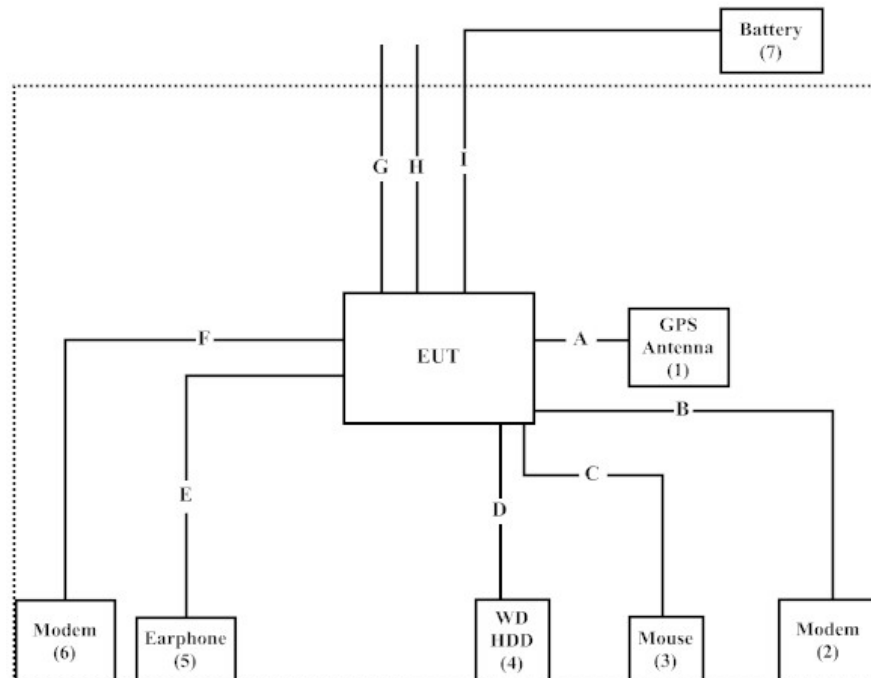 Battery
(7)
G
H
I
F
EUT
A
GPS
Antenna
(1)
B
E
D
C
Modem
(6)
Earphone
(5)
WD
HDD
(4)
Mouse
(3)
Modem
(2)